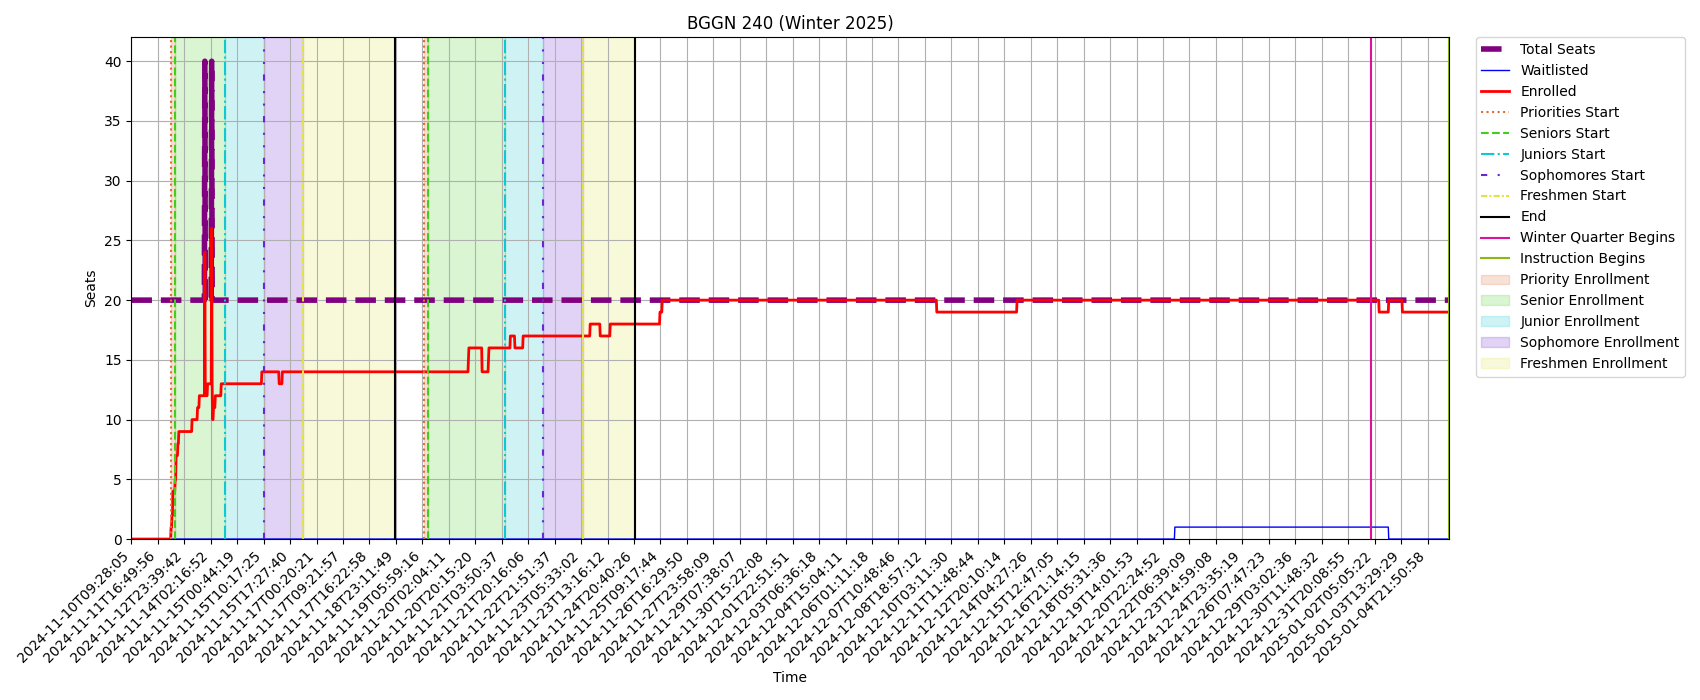 BGGN 240 (Winter 2025)
Seats
40
35
30
25
20
15
10
5
0
2024-11-10T09:28:05
2024-11-11T16:49:56
2024-11-12T23:39:42
2024-11-14T02:16:52
2024-11-15T00:44:19
2024-11-15T10:17:25
2024-11-15T17:27:40
2024-11-17T00:20:21
2024-11-17T09:21:57
2024-11-17T16:22:58
2024-11-18T23:11:49
2024-11-19T05:59:16
2024-11-20T02:04:11
2024-11-20T20:15:20
2024-11-21T03:50:37
2024-11-21T20:16:05
2024-11-22T21:51:37
2024-11-23T05:33:02
2024-11-23T13:16:12
2024-11-24T20:40:26
2024-11-25T09:17:44
2024-11-26T16:29:50
2024-11-27T23:58:09
2024-11-29T07:38:07
2024-11-30T15:22:08
2024-12-01T22:51:51
2024-12-03T06:36:18
2024-12-04T15:04:11
2024-12-06T01:11:18
2024-12-07T10:48:46
2024-12-08T18:57:12
2024-12-10T03:11:30
2024-12-11T11:48:44
2024-12-12T20:10:14
2024-12-14T04:27:26
2024-12-15T12:47:05
2024-12-16T21:14:15
2024-12-18T05:31:36
2024-12-19T14:01:53
2024-12-20T22:24:52
2024-12-22T06:39:09
2024-12-23T14:59:08
2024-12-24T23:35:19
2024-12-26T07:47:23
2024-12-29T03:02:36
2024-12-30T11:48:32
2024-12-31T20:08:55
2025-01-02T05:05:22
2025-01-03T13:29:29
2025-01-04T21:50:58
Time
Total Seats
Waitlisted
Enrolled
Priorities Start
Seniors Start
Juniors Start
Sophomores Start
Freshmen Start
End
Winter Quarter Begins
Instruction Begins
Priority Enrollment
Senior Enrollment
Junior Enrollment
Sophomore Enrollment
Freshmen Enrollment